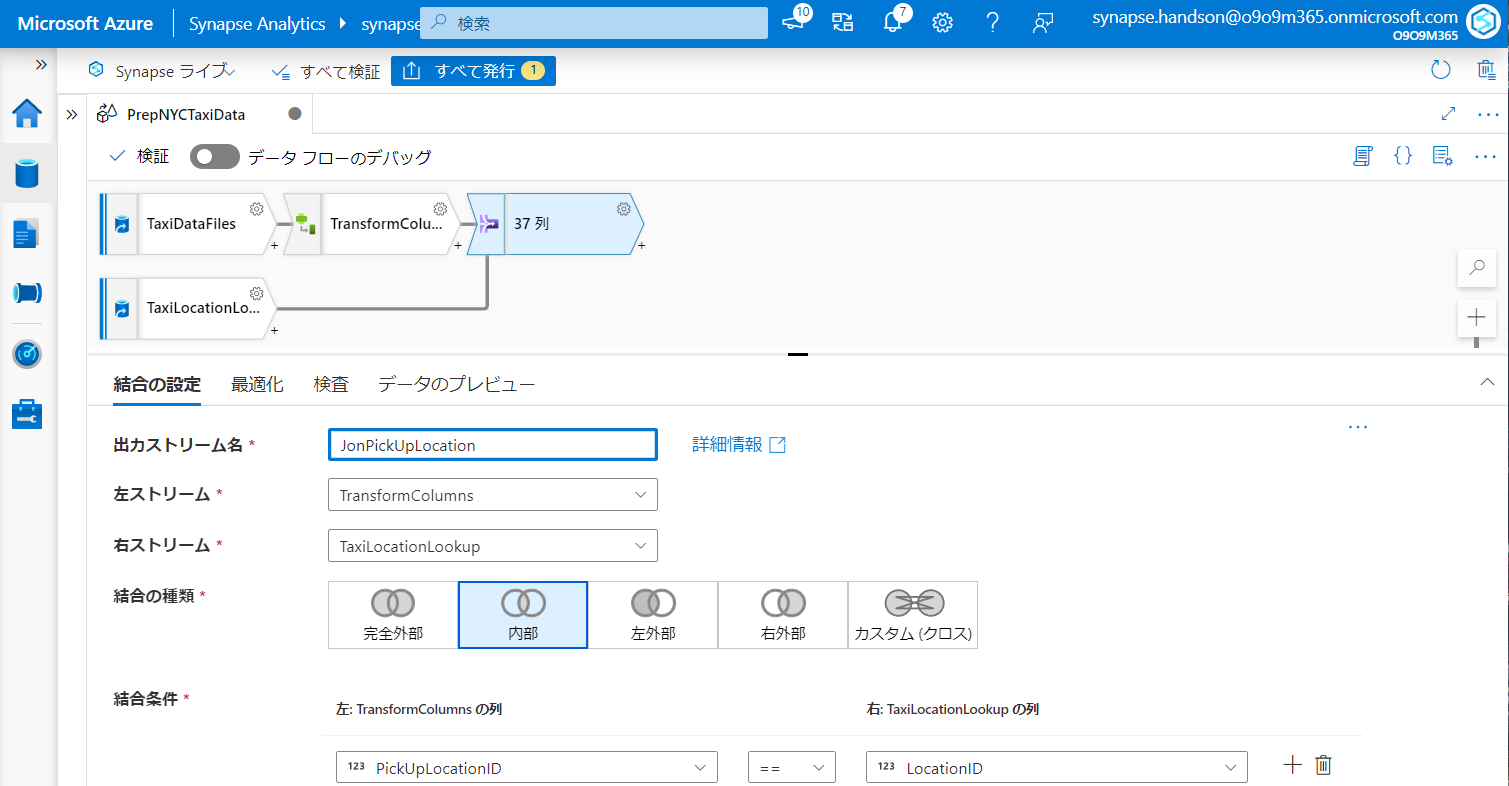 Microsoft Azure
Synapse Analytics
synapse
検索
10
7
synapse.handson@o9o9m365.onmicrosoft.com
O9O9M365
Synapse ライブ
すべて検証
すべて発行
1
PrepNYCTaxiData
検証
データ フローのデバッグ
TaxiDataFiles
+
TransformColu...
+
37 列
+
TaxiLocationLo...
+
結合の設定
最適化
検査
データのプレビュー
出力ストリーム名 *
JonPickUpLocation
詳細情報
左ストリーム *
TransformColumns
右ストリーム *
TaxiLocationLookup
結合の種類 *
完全外部
内部
左外部
右外部
カスタム (クロス)
結合条件 *
左: TransformColumns の列
右: TaxiLocationLookup の列
123 PickUpLocationID
==
123 LocationID